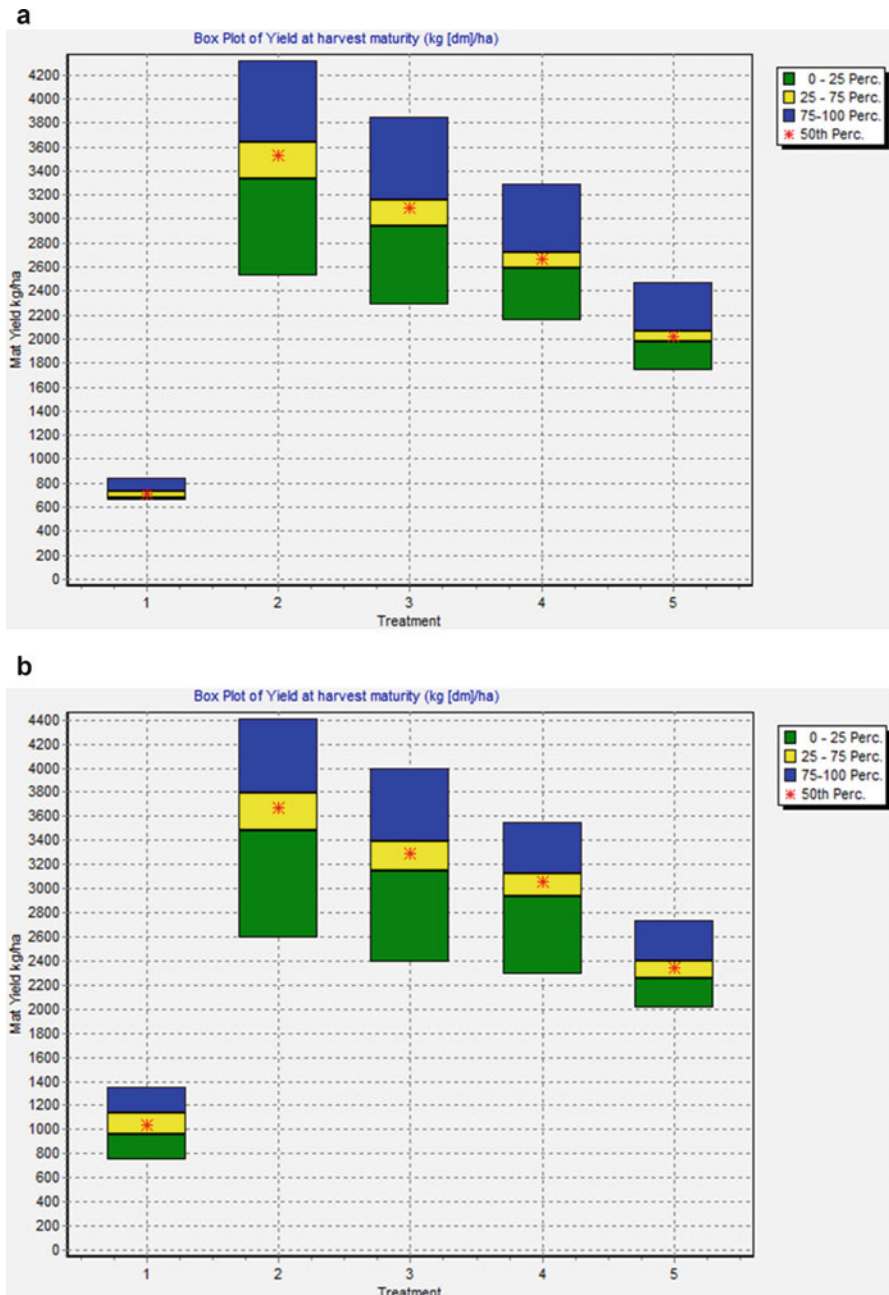 a
Box Plot of Yield at harvest maturity (kg [dm]/ha)
0 - 25 Perc.
25 - 75 Perc.
75-100 Perc.
50th Perc.
Mat Yield kg/ha
4200
4000
3800
3600
3400
3200
3000
2800
2600
2400
2200
2000
1800
1600
1400
1200
1000
800
600
400
200
0
1 2 3 4 5
Treatment
b
Box Plot of Yield at harvest maturity (kg [dm]/ha)
0 - 25 Perc.
25 - 75 Perc.
75-100 Perc.
50th Perc.
Mat Yield kg/ha
4400
4200
4000
3800
3600
3400
3200
3000
2800
2600
2400
2200
2000
1800
1600
1400
1200
1000
800
600
400
200
0
1 2 3 4 5
Treatment